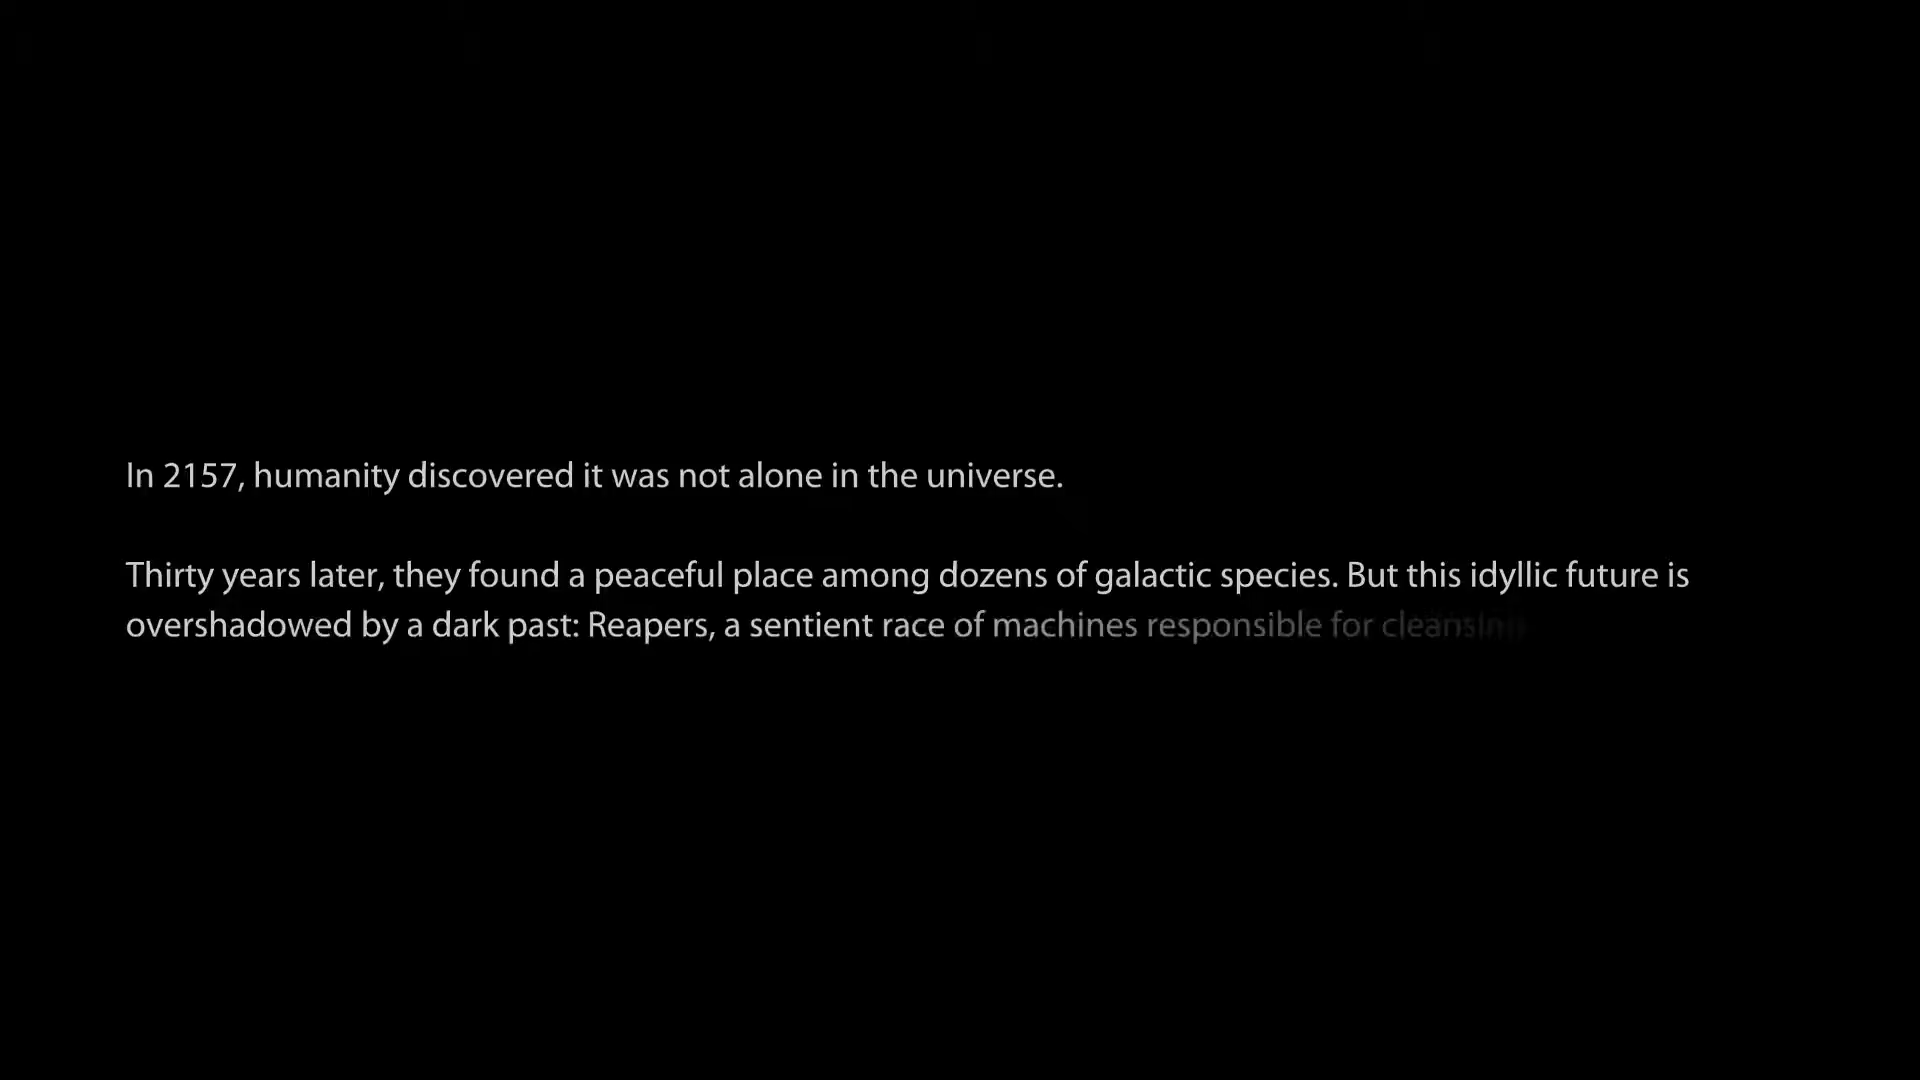 In 2157, humanity discovered it was not alone in the universe.
Thirty years later, they found a peaceful place among dozens of galactic species. But this idyllic future is
overshadowed by a dark past: Reapers, a sentient race of machines responsible for